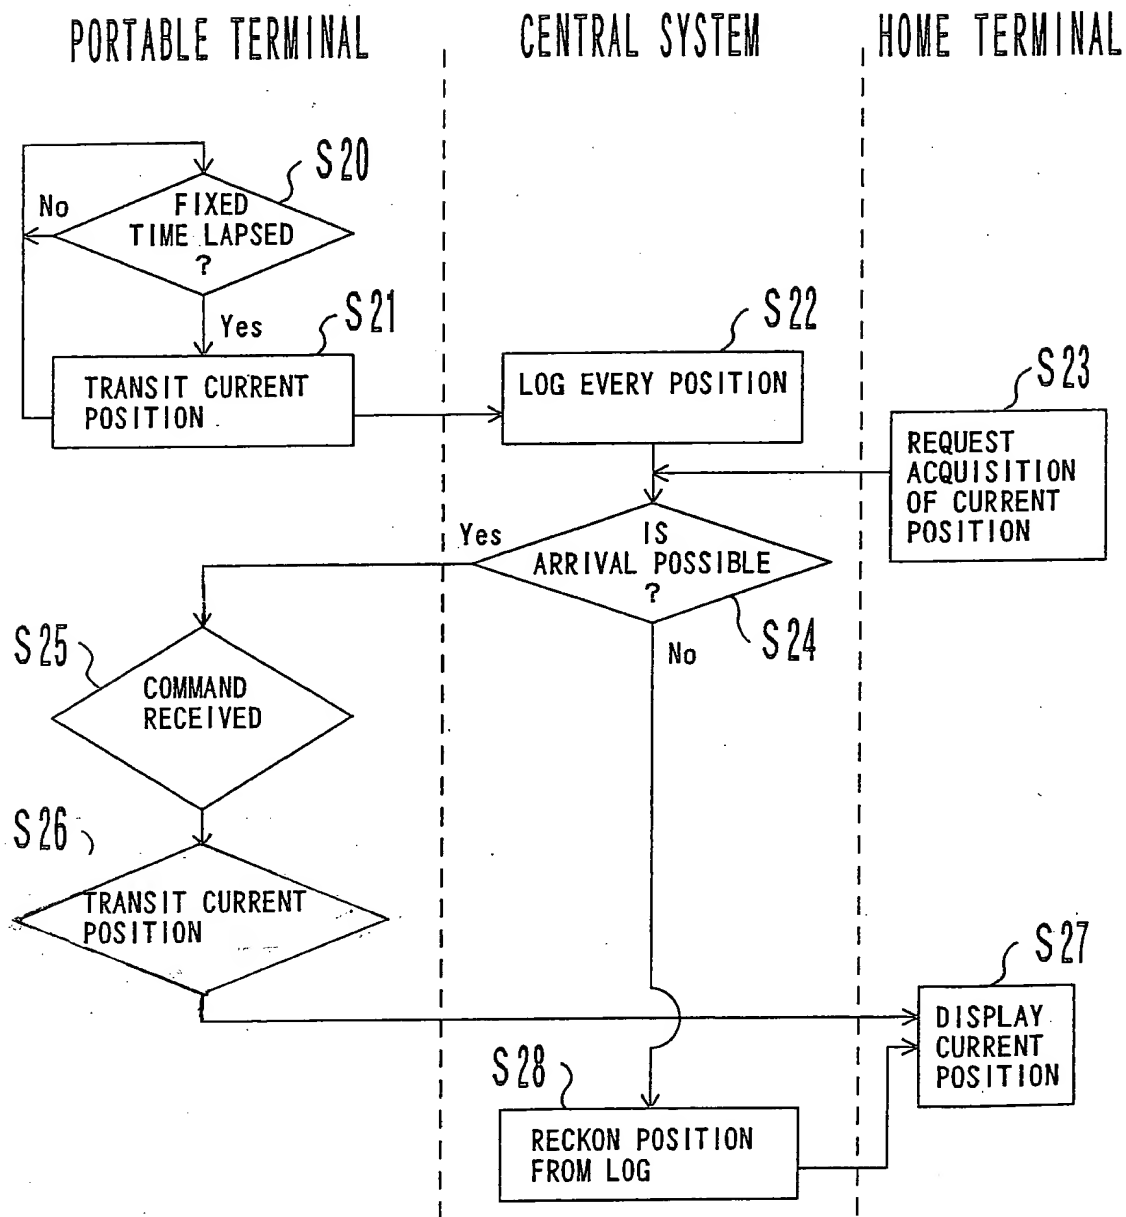 PORTABLE TERMINAL
CENTRAL SYSTEM
HOME TERMINAL
S20
No
FIXED
TIME LAPSED
?
Yes
S21
TRANSIT CURRENT
POSITION
S22
LOG EVERY POSITION
S23
REQUEST
ACQUISITION
OF CURRENT
POSITION
Yes
IS
ARRIVAL POSSIBLE
?
S24
No
S25
COMMAND
RECEIVED
S26
TRANSIT CURRENT
POSITION
S27
DISPLAY
CURRENT
POSITION
S28
RECKON POSITION
FROM LOG